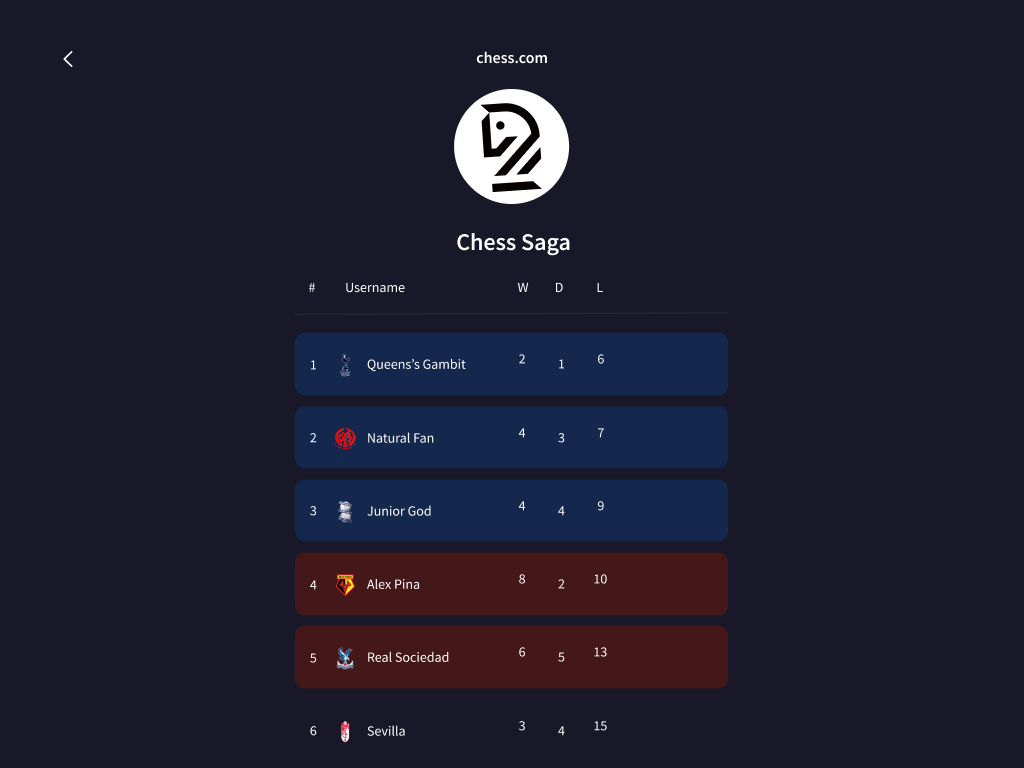 chess.com
Chess Saga
# Username W D L
1 Queens’s Gambit 2 1 6
2 Natural Fan 4 3 7
3 Junior God 4 4 9
4 Alex Pina 8 2 10
5 Real Sociedad 6 5 13
6 Sevilla 3 4 15